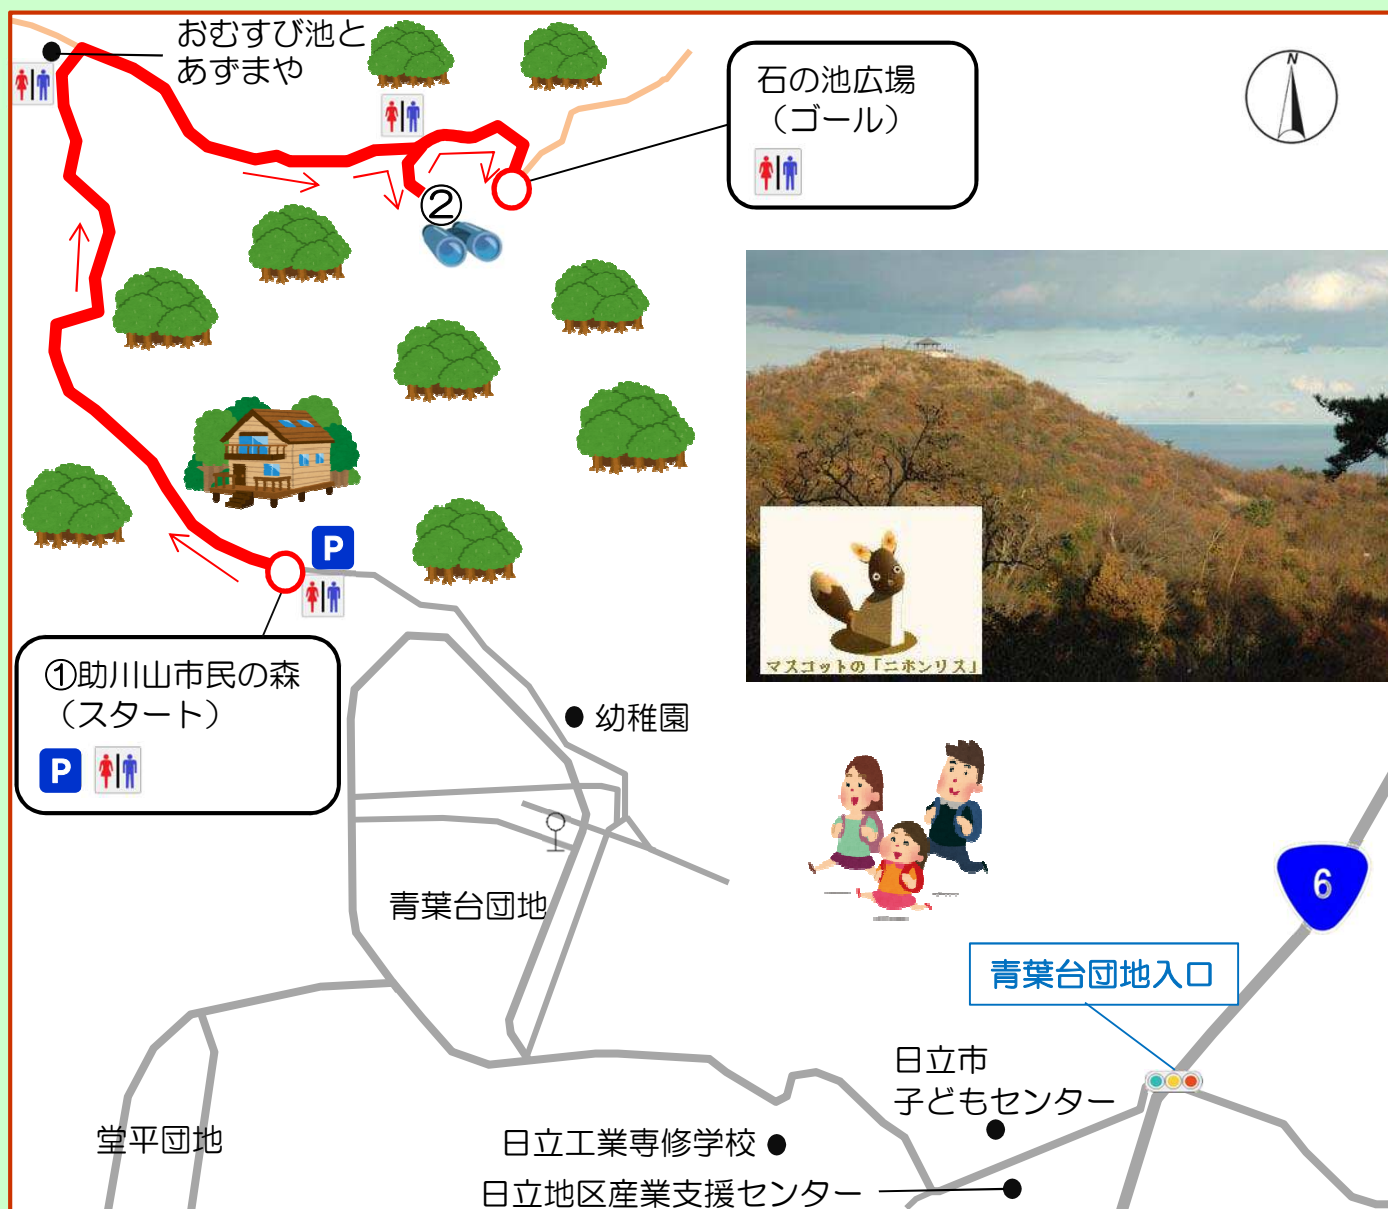 おむすび池と
あずまや
石の池広場
（ゴール）
N
②
P
①助川山市民の森
（スタート）
P
マスコットの「ニホンリス」
幼稚園
青葉台団地
6
青葉台団地入口
日立市
子どもセンター
堂平団地
日立工業専修学校
日立地区産業支援センター